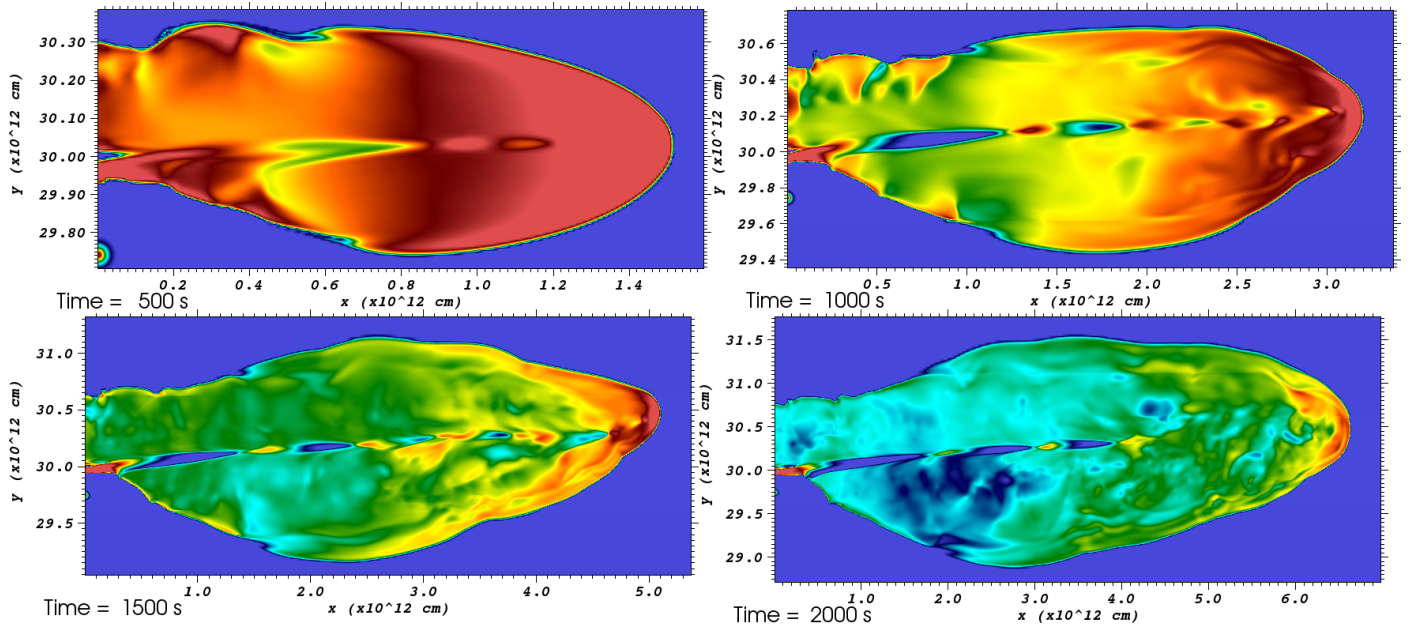 30.30
30.20
30.10
30.00
29.90
29.80
y (x10^12 cm)
0.2 0.4 0.6 0.8 1.0 1.2 1.4
x (x10^12 cm)
Time = 500 s
30.6
30.4
30.2
30.0
29.8
29.6
29.4
y (x10^12 cm)
0.5 1.0 1.5 2.0 2.5 3.0
x (x10^12 cm)
Time = 1000 s
31.0
30.5
30.0
29.5
y (x10^12 cm)
1.0 2.0 3.0 4.0 5.0
x (x10^12 cm)
Time = 1500 s
31.5
31.0
30.5
30.0
29.5
29.0
y (x10^12 cm)
1.0 2.0 3.0 4.0 5.0 6.0
x (x10^12 cm)
Time = 2000 s